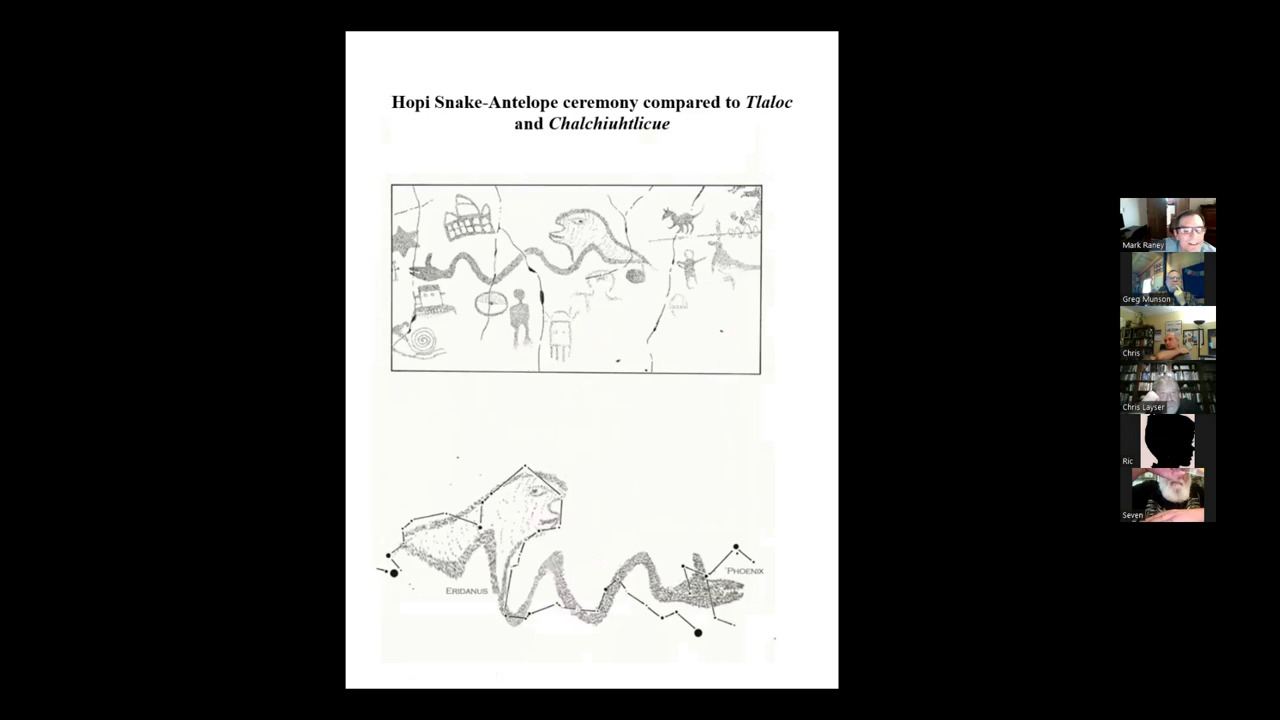 Hopi Snake-Antelope ceremony compared to Tlaloc
and Chalchiuhtlicue
ERIDANUS
PHOENIX
Mark Raney
Greg Munson
Chris
Chris Layser
Ric
Seven